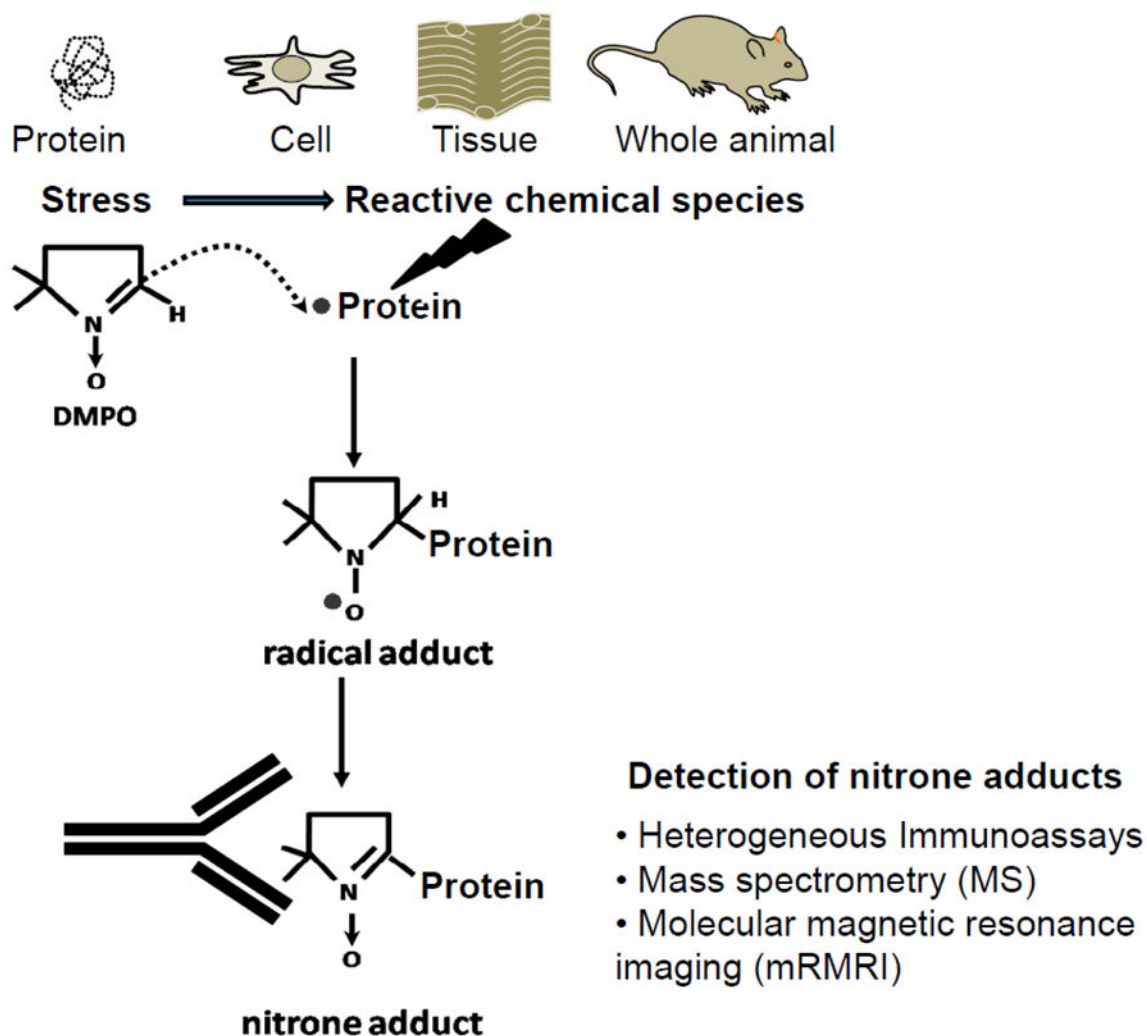 Protein
Cell
Tissue
Whole animal
Stress
Reactive chemical species
Protein
N
H
O
DMPO
H
Protein
N
O
radical adduct
Detection of nitrone adducts
• Heterogeneous Immunoassays
• Mass spectrometry (MS)
• Molecular magnetic resonance
imaging (mRMRI)
N
Protein
O
nitrone adduct